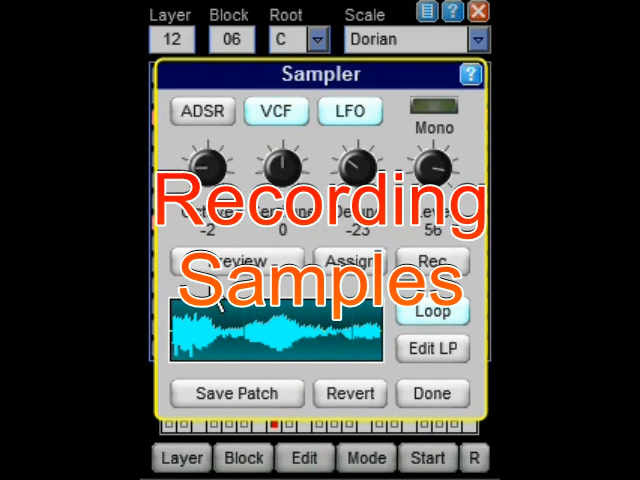 Layer Block Root Scale
12 06 C Dorian
Sampler
ADSR VCF LFO
Mono
Recording
-2 0 -23 56
Preview Assign Rec
Samples
Loop
Edit LP
Save Patch Revert Done
Layer Block Edit Mode Start R